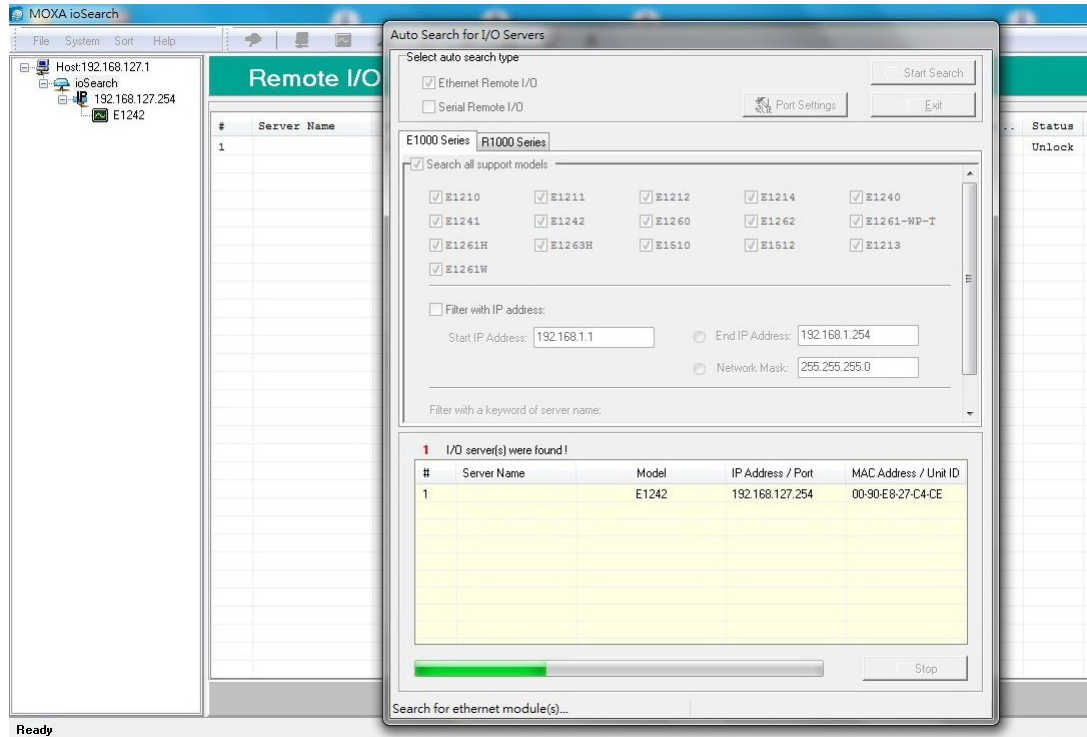 MOXA ioSearch
File System Sort Help
Host:192.168.127.1
ioSearch
192.168.127.254
E1242
Remote I/O
# Server Name
.. Status
1 Unlock
Auto Search for I/O Servers
Select auto search type
Ethernet Remote I/O
Start Search
Serial Remote I/O
Port Settings
Exit
E1000 Series R1000 Series
Search all support models
E1210 E1211 E1212 E1214 E1240
E1241 E1242 E1260 E1262 E1261-WP-T
E1261H E1263H E1510 E1512 E1213
E1261W
Filter with IP address:
Start IP Address: 192.168.1.1 End IP Address: 192.168.1.254
Network Mask: 255.255.255.0
Filter with a keyword of server name:
1 I/O server(s) were found !
# Server Name Model IP Address / Port MAC Address / Unit ID
1 E1242 192.168.127.254 00-90-E8-27-C4-CE
Stop
Search for ethernet module(s)...
Ready